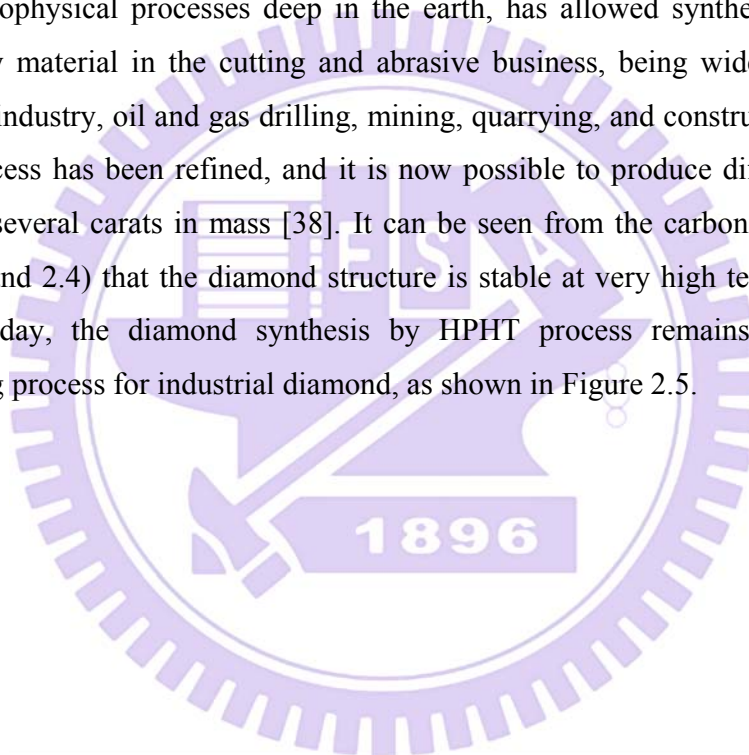 ophysical processes deep in the earth, has allowed synthe
material in the cutting and abrasive business, being wide
industry, oil and gas drilling, mining, quarrying, and constru
cess has been refined, and it is now possible to produce di
several carats in mass [38]. It can be seen from the carbon
nd 2.4) that the diamond structure is stable at very high te
day, the diamond synthesis by HPHT process remains
g process for industrial diamond, as shown in Figure 2.5.
E S A
1896